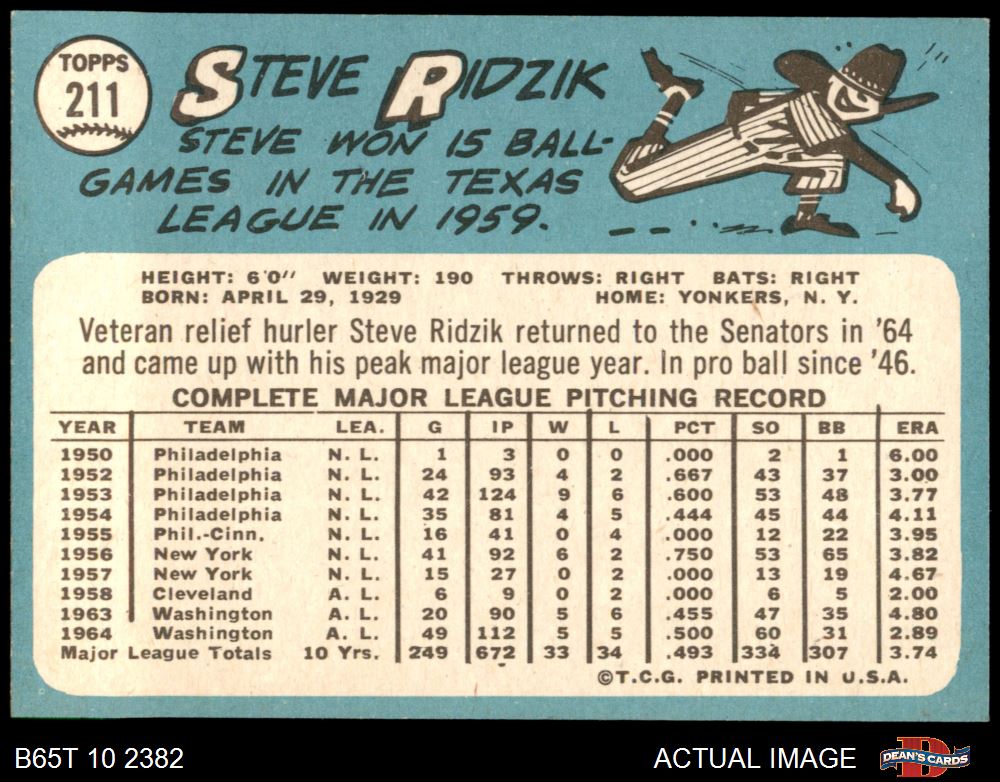 TOPPS
211
STEVE RIDZIK
STEVE WON 15 BALL-
GAMES IN THE TEXAS
LEAGUE IN 1959.
HEIGHT: 6'0" WEIGHT: 190 THROWS: RIGHT BATS: RIGHT
BORN: APRIL 29, 1929 HOME: YONKERS, N. Y.
Veteran relief hurler Steve Ridzik returned to the Senators in '64
and came up with his peak major league year. In pro ball since '46.
COMPLETE MAJOR LEAGUE PITCHING RECORD
YEAR TEAM LEA. G IP W L PCT SO BB ERA
1950 Philadelphia N. L. 1 3 0 0 .000 2 1 6.00
1952 Philadelphia N. L. 24 93 4 2 .667 43 37 3.00
1953 Philadelphia N. L. 42 124 9 6 .600 53 48 3.77
1954 Philadelphia N. L. 35 81 4 5 .444 45 44 4.11
1955 Phil.-Cinn. N. L. 16 41 0 4 .000 12 22 3.95
1956 New York N. L. 41 92 6 2 .750 53 65 3.82
1957 New York N. L. 15 27 0 2 .000 13 19 4.67
1958 Cleveland A. L. 6 9 0 2 .000 6 5 2.00
1963 Washington A. L. 20 90 5 6 .455 47 35 4.80
1964 Washington A. L. 49 112 5 5 .500 60 31 2.89
Major League Totals 10 Yrs. 249 672 33 34 .493 334 307 3.74
©T.C.G. PRINTED IN U.S.A.
B65T 10 2382 ACTUAL IMAGE DEAN'S CARDS